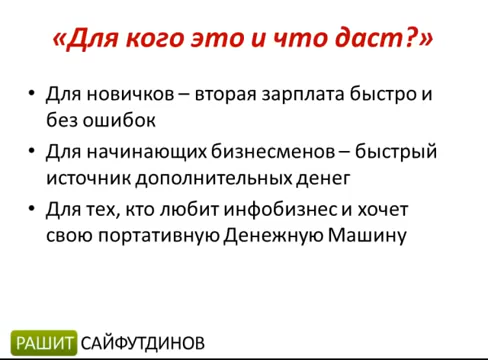 «Для кого это и что даст?»
• Для новичков – вторая зарплата быстро и
без ошибок
• Для начинающих бизнесменов – быстрый
источник дополнительных денег
• Для тех, кто любит инфобизнес и хочет
свою портативную Денежную Машину
РАШИТ САЙФУТДИНОВ